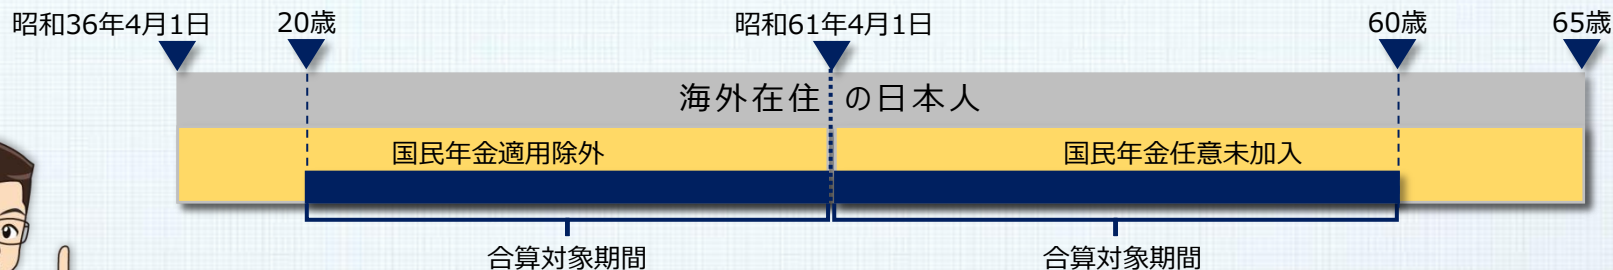 昭和36年4月1日 20歳 昭和61年4月1日 60歳 65歳
海外在住の日本人
国民年金適用除外 国民年金任意未加入
合算対象期間 合算対象期間